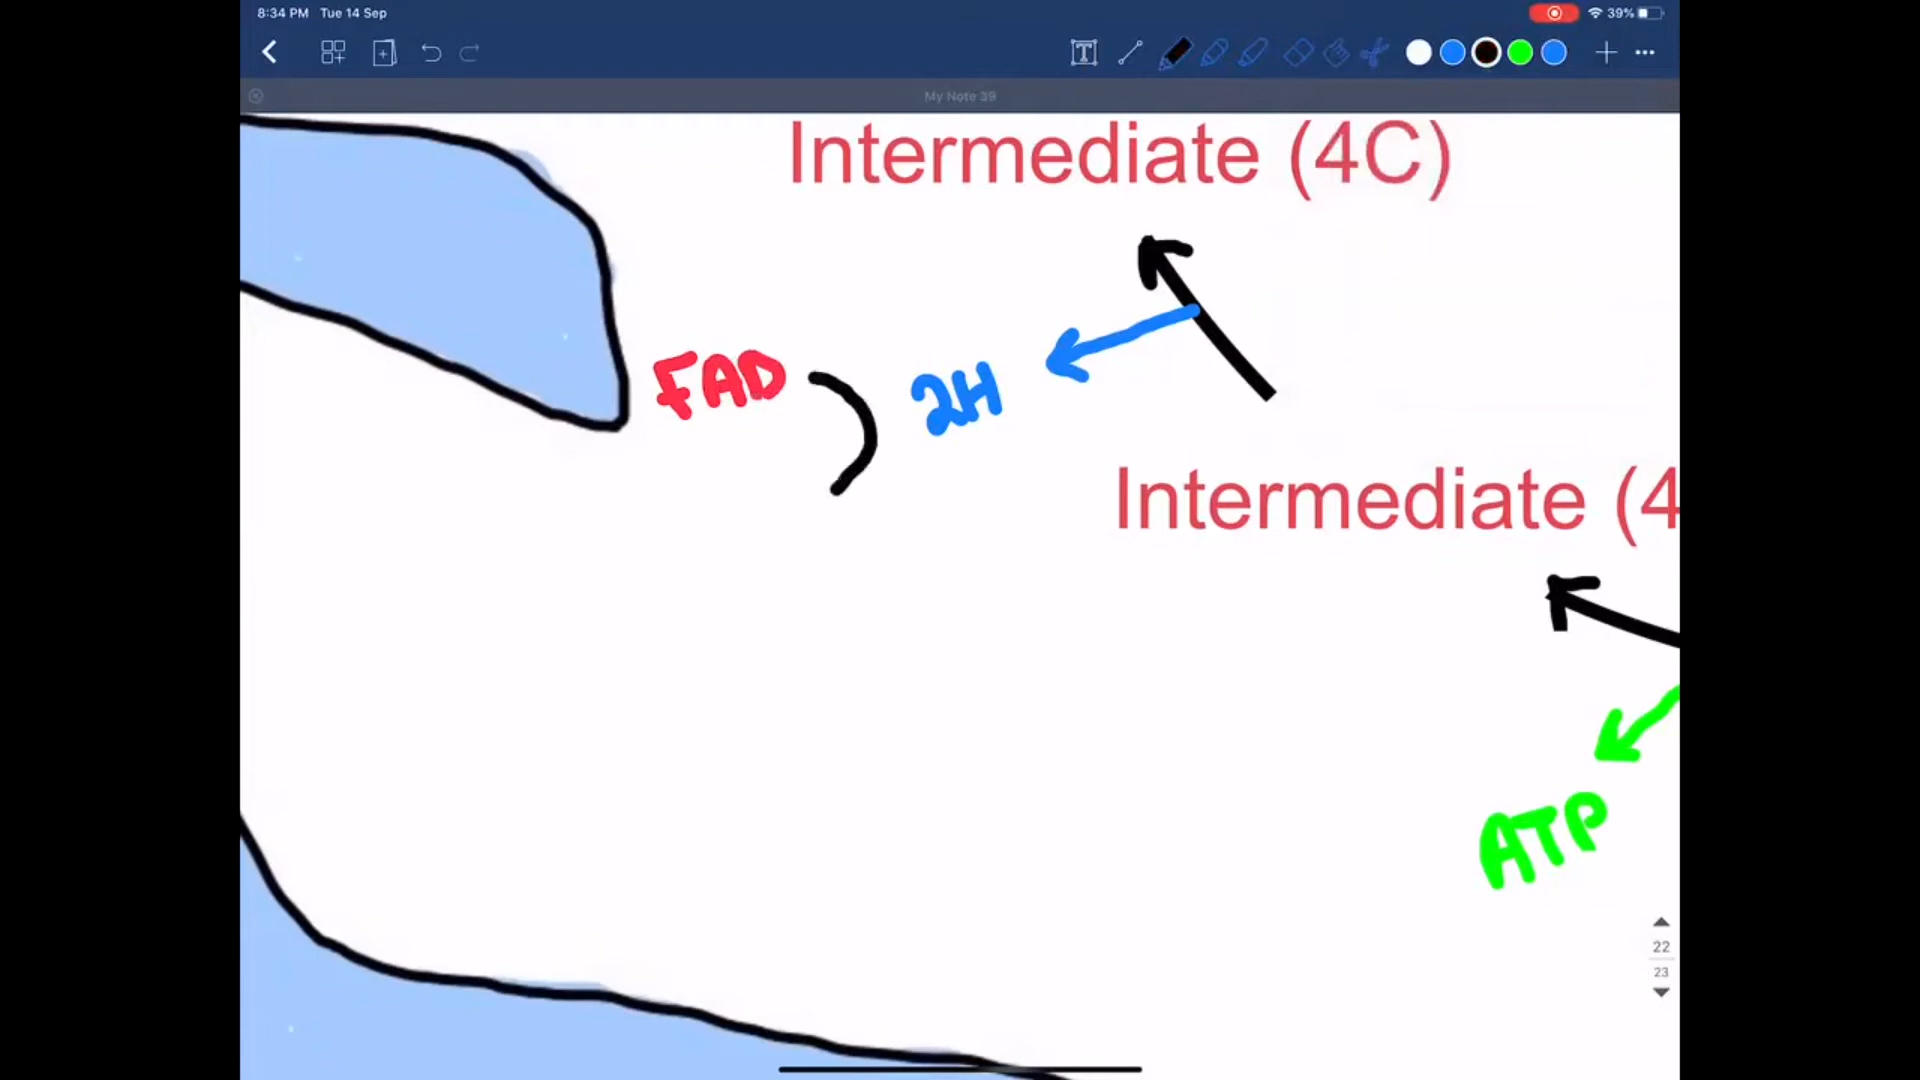 8:34 PM Tue 14 Sep
39%
T
My Note 39
Intermediate (4C)
FAD
2H
Intermediate (4
ATP
22
23